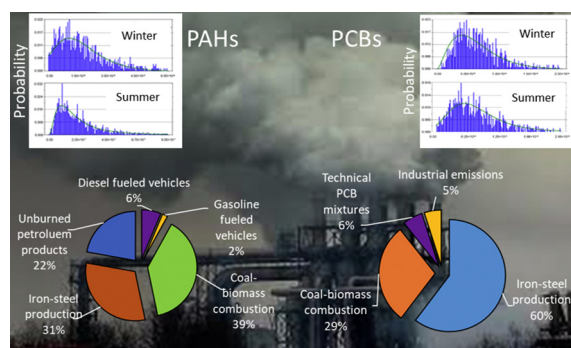 PAHs
PCBs
Probability
Winter
Summer
Probability
Winter
Summer
Diesel fueled vehicles
6%
Gasoline
fueled
vehicles
2%
Unburned
petroluem
products
22%
Iron-steel
production
31%
Coal-
biomass
combustion
39%
Technical
PCB
mixtures
6%
Industrial emissions
5%
Coal-biomass
combustion
29%
Iron-steel
production
60%